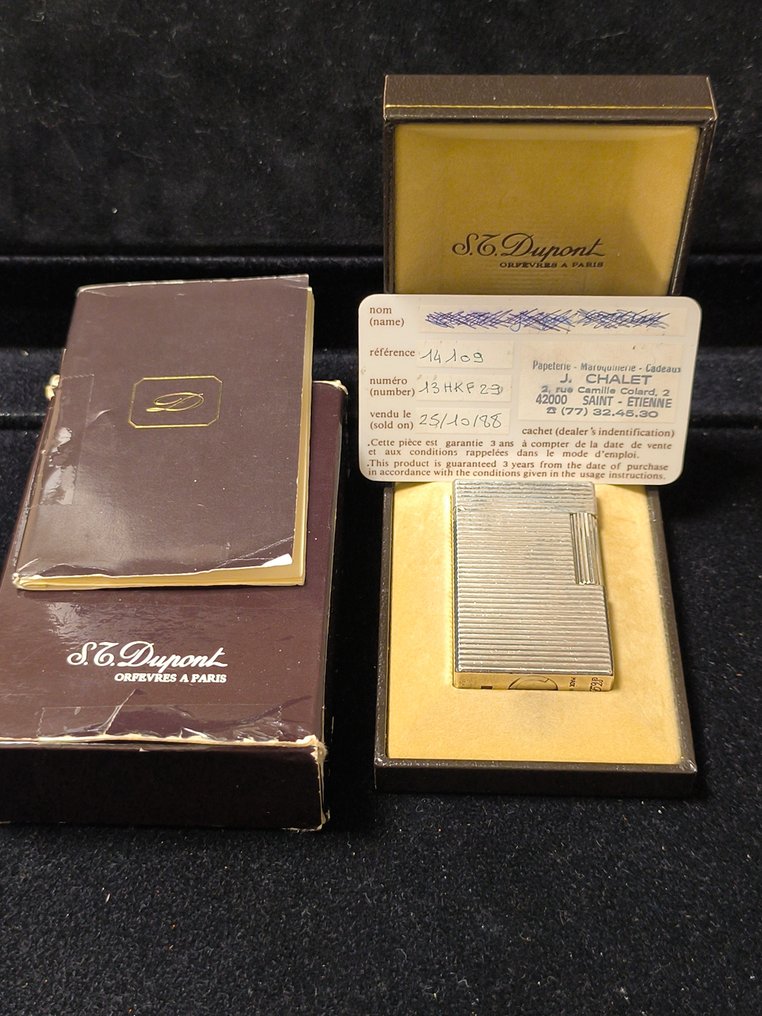 S.T. Dupont
ORFEVRES A PARIS
nom
(name)
référence 14109
numéro
(number) 13HKF29
vendu le
(sold on) 25/10/88
Papeterie - Maroquinerie - Cadeaux
J. CHALET
2, rue Camille Colard, 2
42000 SAINT - ETIENNE
☎ (77) 32.45.30
cachet (dealer's indentification)
.Cette pièce est garantie 3 ans à compter de la date de vente
et aux conditions rappelées dans le mode d'emploi.
.This product is guaranteed 3 years from the date of purchase
in accordance with the conditions given in the usage instructions.
D
S.T. Dupont
ORFEVRES A PARIS